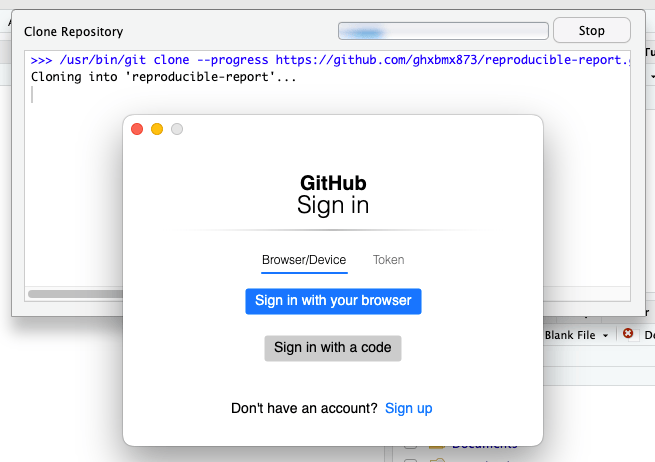 Clone Repository
Stop
>>> /usr/bin/git clone --progress https://github.com/ghxbmx873/reproducible-report.g
Cloning into 'reproducible-report'...
GitHub
Sign in
Browser/Device
Token
Sign in with your browser
Sign in with a code
Don't have an account? Sign up
Blank File
Documents